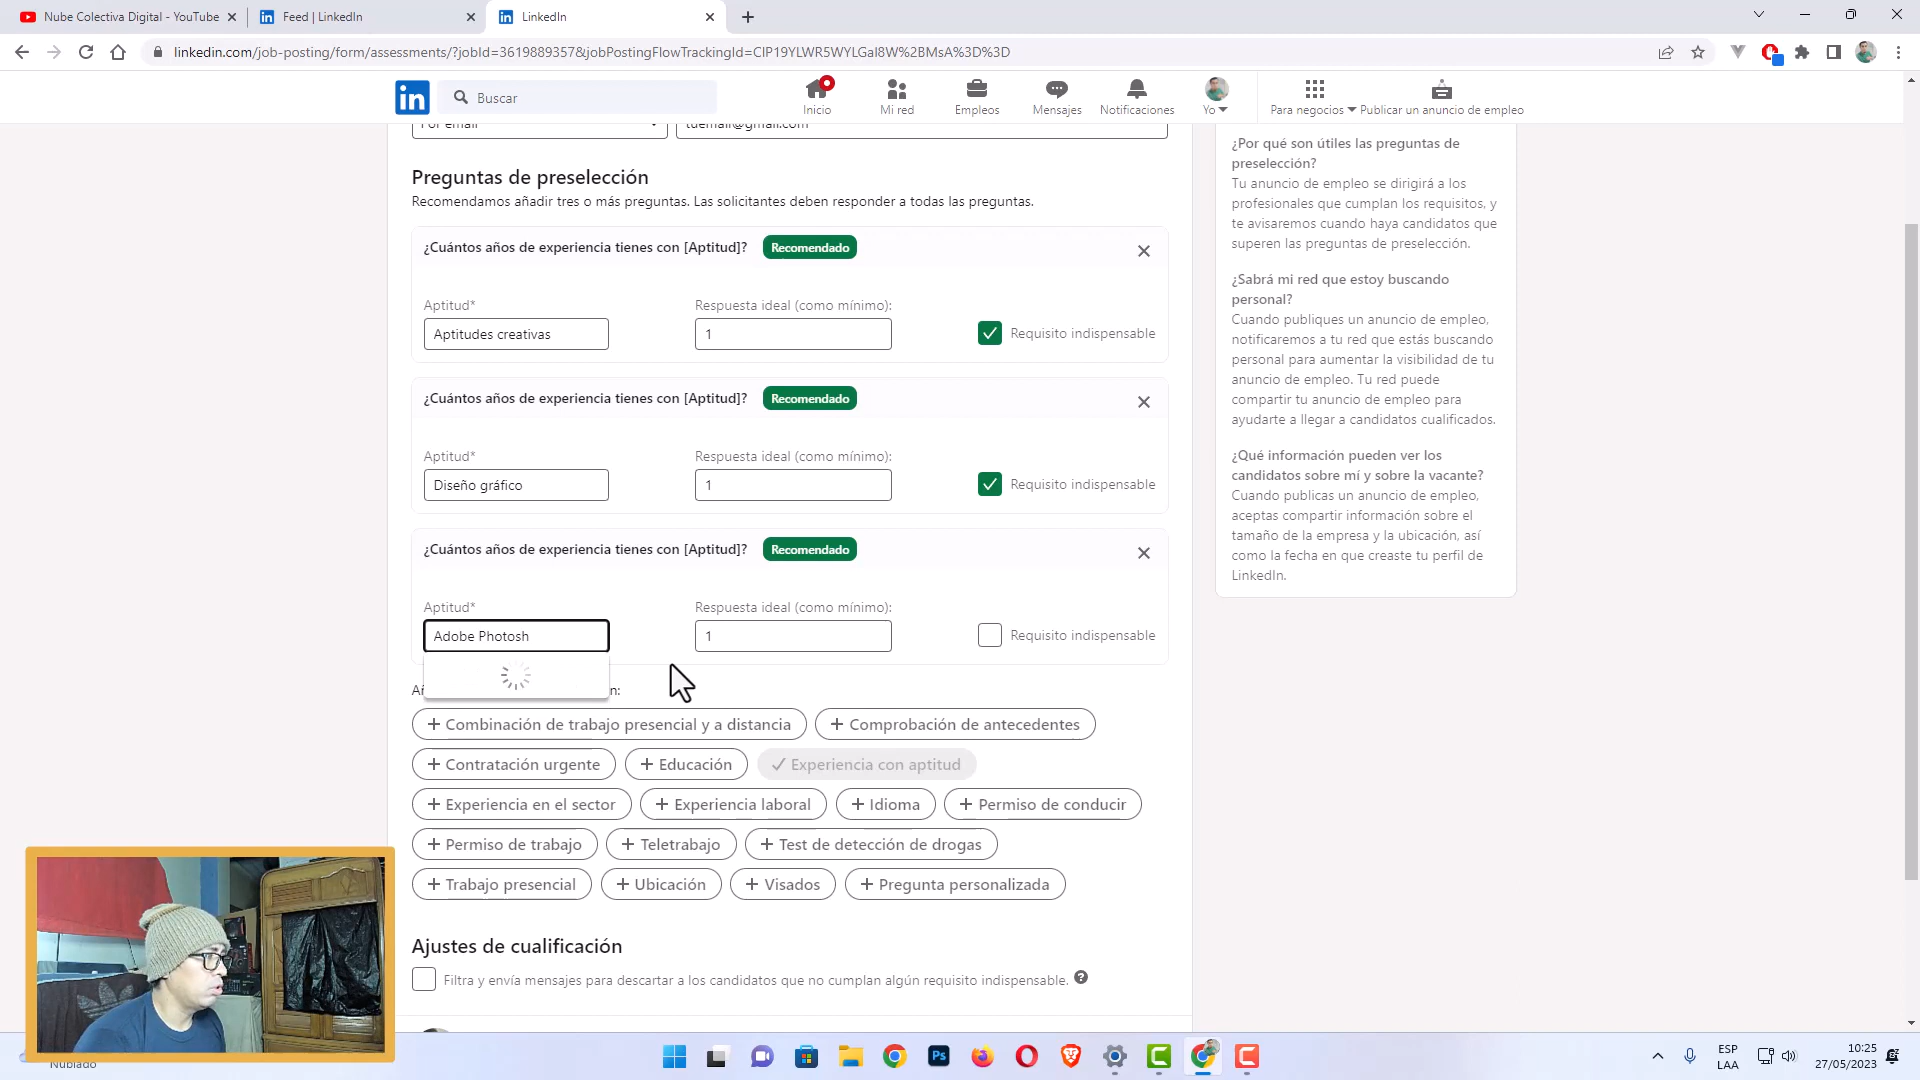 Nube Colectiva Digital - YouTube
Feed | LinkedIn
LinkedIn
linkedin.com/job-posting/form/assessments/?jobId=3619889357&jobPostingFlowTrackingId=CIP19YLWR5WYLGaI8W%2BMsA%3D%3D
in
Buscar
Inicio
Mi red
Empleos
Mensajes
Notificaciones
Yo
Para negocios
Publicar un anuncio de empleo
Por email
tuemail@gmail.com
Preguntas de preselección
Recomendamos añadir tres o más preguntas. Las solicitantes deben responder a todas las preguntas.
¿Cuántos años de experiencia tienes con [Aptitud]? Recomendado
Aptitud*
Respuesta ideal (como mínimo):
Aptitudes creativas
1
Requisito indispensable
¿Cuántos años de experiencia tienes con [Aptitud]? Recomendado
Aptitud*
Respuesta ideal (como mínimo):
Diseño gráfico
1
Requisito indispensable
¿Cuántos años de experiencia tienes con [Aptitud]? Recomendado
Aptitud*
Respuesta ideal (como mínimo):
Adobe Photosh
1
Requisito indispensable
+ Combinación de trabajo presencial y a distancia
+ Comprobación de antecedentes
+ Contratación urgente
+ Educación
✓ Experiencia con aptitud
+ Experiencia en el sector
+ Experiencia laboral
+ Idioma
+ Permiso de conducir
+ Permiso de trabajo
+ Teletrabajo
+ Test de detección de drogas
+ Trabajo presencial
+ Ubicación
+ Visados
+ Pregunta personalizada
Ajustes de cualificación
Filtra y envía mensajes para descartar a los candidatos que no cumplan algún requisito indispensable. ?
¿Por qué son útiles las preguntas de
preselección?
Tu anuncio de empleo se dirigirá a los
profesionales que cumplan los requisitos, y
te avisaremos cuando haya candidatos que
superen las preguntas de preselección.
¿Sabrá mi red que estoy buscando
personal?
Cuando publiques un anuncio de empleo,
notificaremos a tu red que estás buscando
personal para aumentar la visibilidad de tu
anuncio de empleo. Tu red puede
compartir tu anuncio de empleo para
ayudarte a llegar a candidatos cualificados.
¿Qué información pueden ver los
candidatos sobre mí y sobre la vacante?
Cuando publicas un anuncio de empleo,
aceptas compartir información sobre el
tamaño de la empresa y la ubicación, así
como la fecha en que creaste tu perfil de
LinkedIn.
Nublado
Ps
ESP
LAA
10:25
27/05/2023